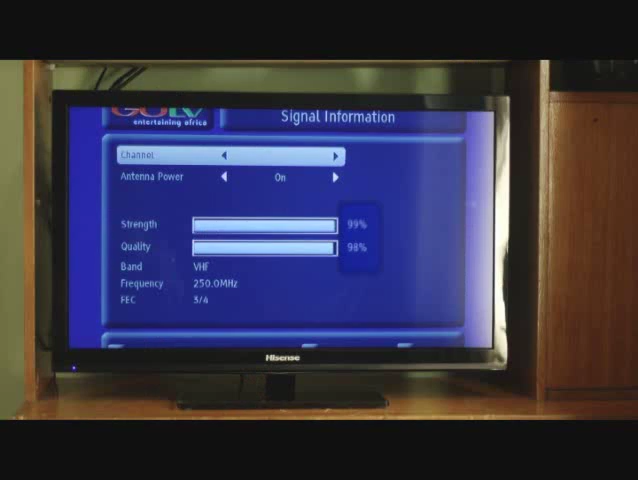 GOtv
entertaining africa
Signal Information
Channel
Antenna Power On
Strength 99%
Quality 98%
Band VHF
Frequency 250.0MHz
FEC 3/4
Hisense